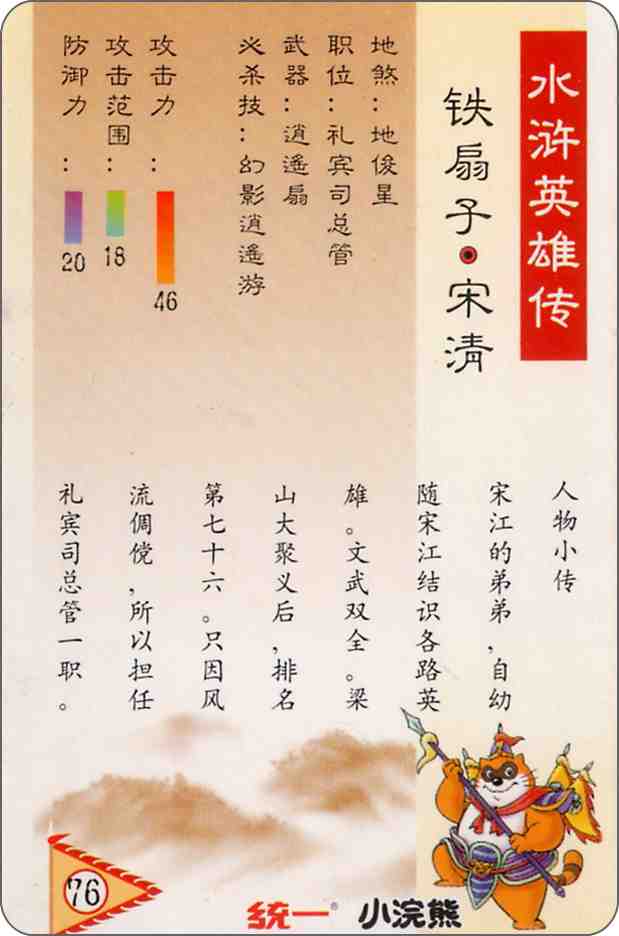 水浒英雄传
铁扇子·宋清
地煞：地俊星
职位：礼宾司总管
武器：逍遥扇
必杀技：幻影逍遥游
攻击力：
46
攻击范围：
18
防御力：
20
人物小传
宋江的弟弟，自幼
随宋江结识各路英
雄。文武双全。梁
山大聚义后，排名
第七十六。只因风
流倜傥，所以担任
礼宾司总管一职。
76
统一® 小浣熊